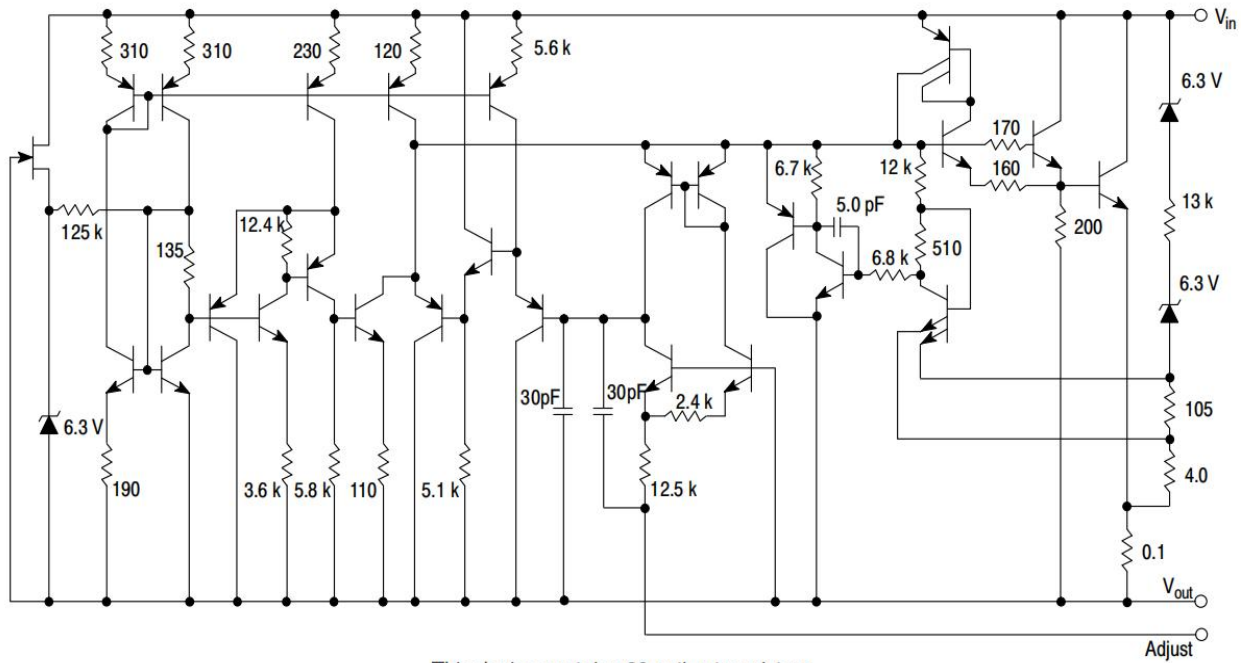 310
310
230
120
5.6 k
V_in
6.3 V
170
160
6.7 k
12 k
5.0 pF
13 k
200
125 k
135
12.4 k
6.8 k
510
6.3 V
6.3 V
30pF
30pF
2.4 k
105
190
3.6 k
5.8 k
110
5.1 k
12.5 k
4.0
0.1
V_out
Adjust